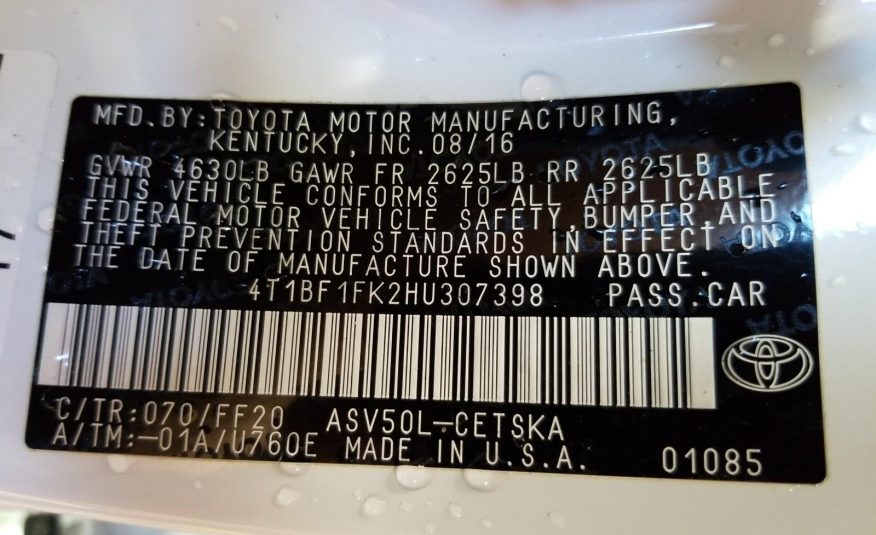 MFD.BY:TOYOTA MOTOR MANUFACTURING,
KENTUCKY,INC.08/16
GVWR 4630LB GAWR FR 2625LB RR 2625LB
THIS VEHICLE CONFORMS TO ALL APPLICABLE
FEDERAL MOTOR VEHICLE SAFETY,BUMPER AND
THEFT PREVENTION STANDARDS IN EFFECT ON
THE DATE OF MANUFACTURE SHOWN ABOVE.
4T1BF1FK2HU307398 PASS.CAR
C/TR:070/FF20 ASV50L-CETSKA
A/TM:-01A/U760E MADE IN U.S.A. 01085